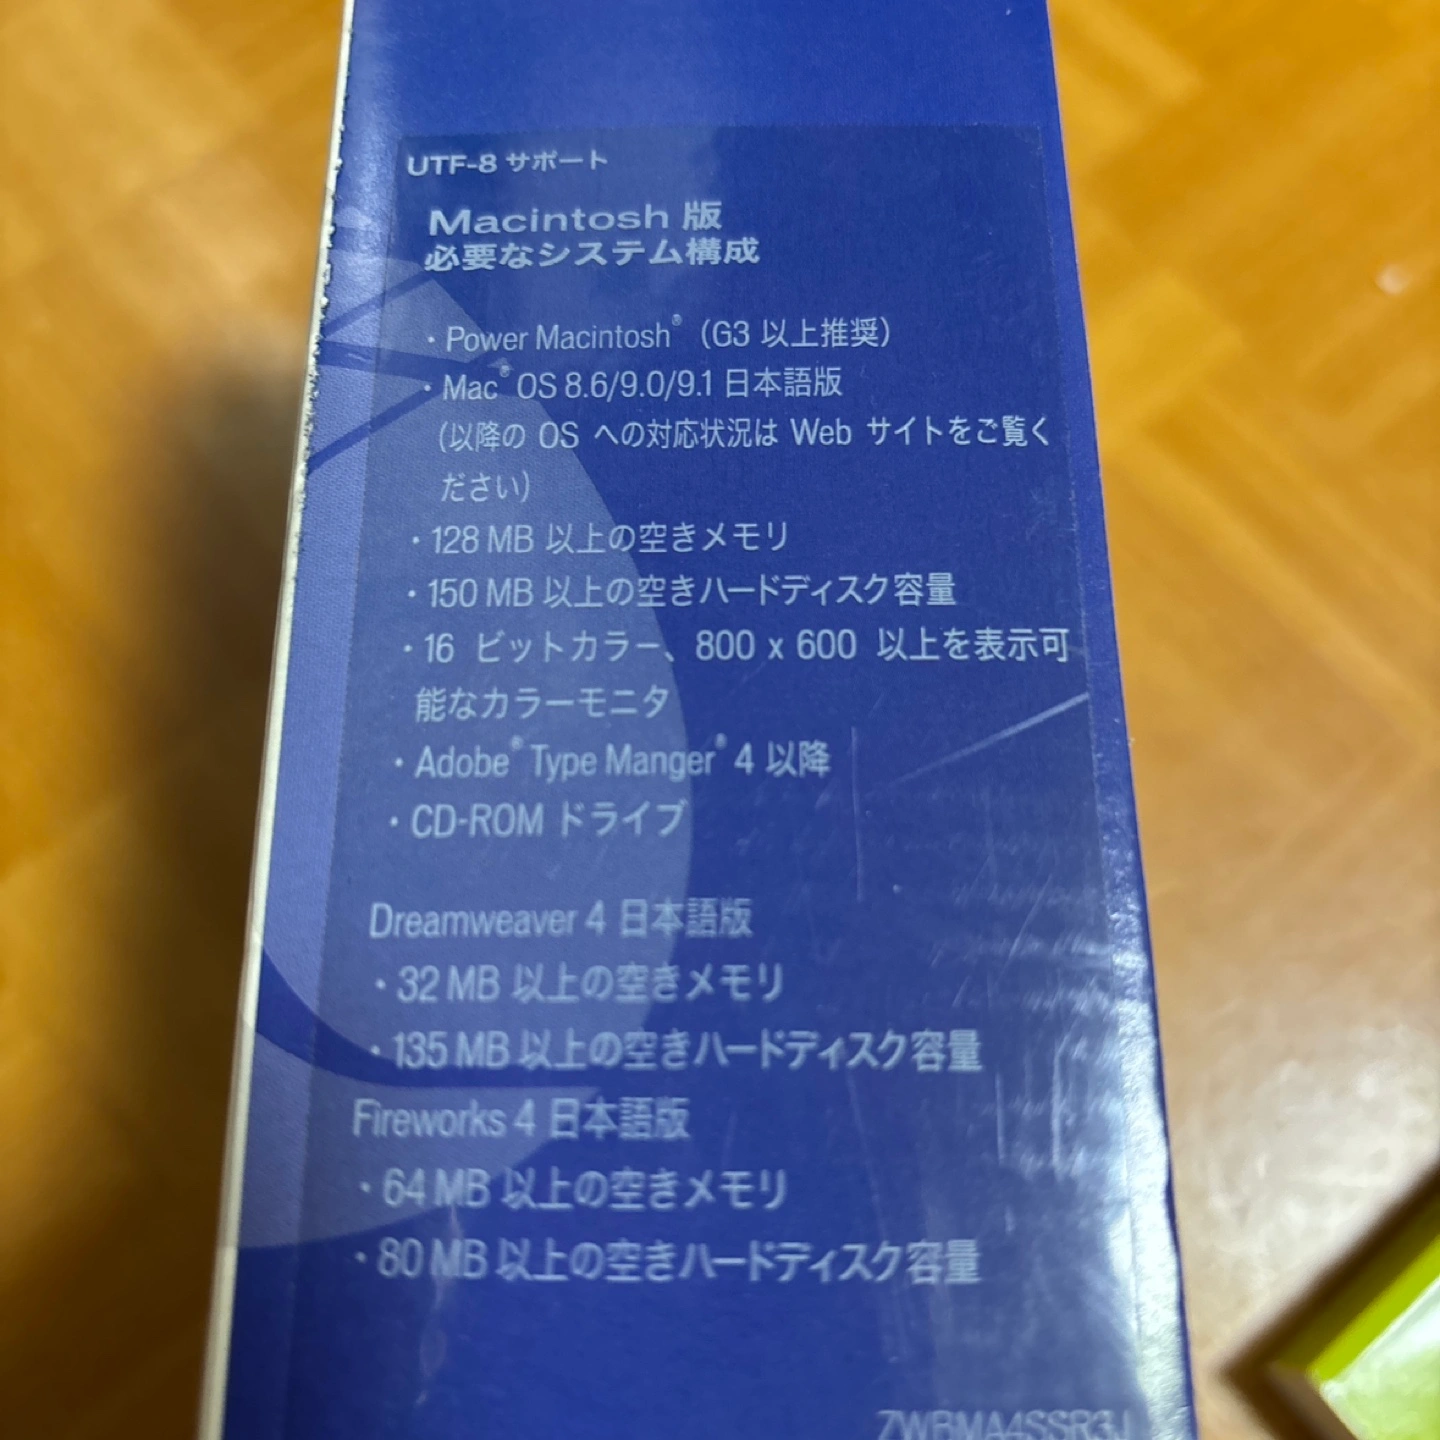 UTF-8 サポート
Macintosh 版
必要なシステム構成
・Power Macintosh®（G3 以上推奨）
・Mac® OS 8.6/9.0/9.1 日本語版
(以降の OS への対応状況は Web サイトをご覧く
ださい)
・128 MB 以上の空きメモリ
・150 MB 以上の空きハードディスク容量
・16 ビットカラー、800 x 600 以上を表示可
能なカラーモニタ
・Adobe® Type Manger® 4 以降
・CD-ROM ドライブ
Dreamweaver 4 日本語版
・32 MB 以上の空きメモリ
・135 MB 以上の空きハードディスク容量
Fireworks 4 日本語版
・64 MB 以上の空きメモリ
・80 MB 以上の空きハードディスク容量
ZWBMA4SSR3J